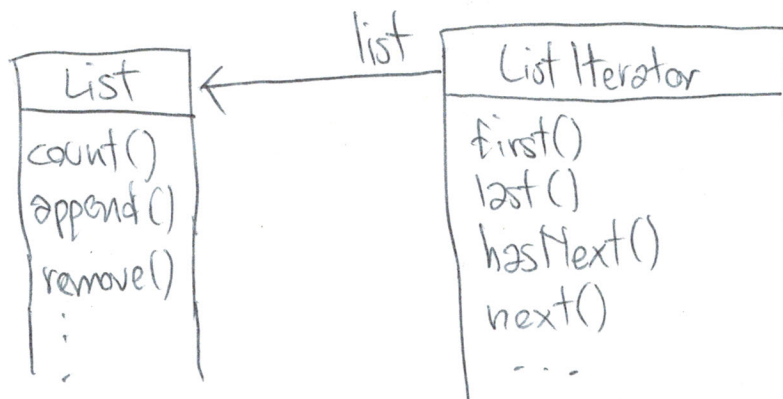 list
List
count()
append()
remove()
⋮
List Iterator
first()
last()
hasNext()
next()
...